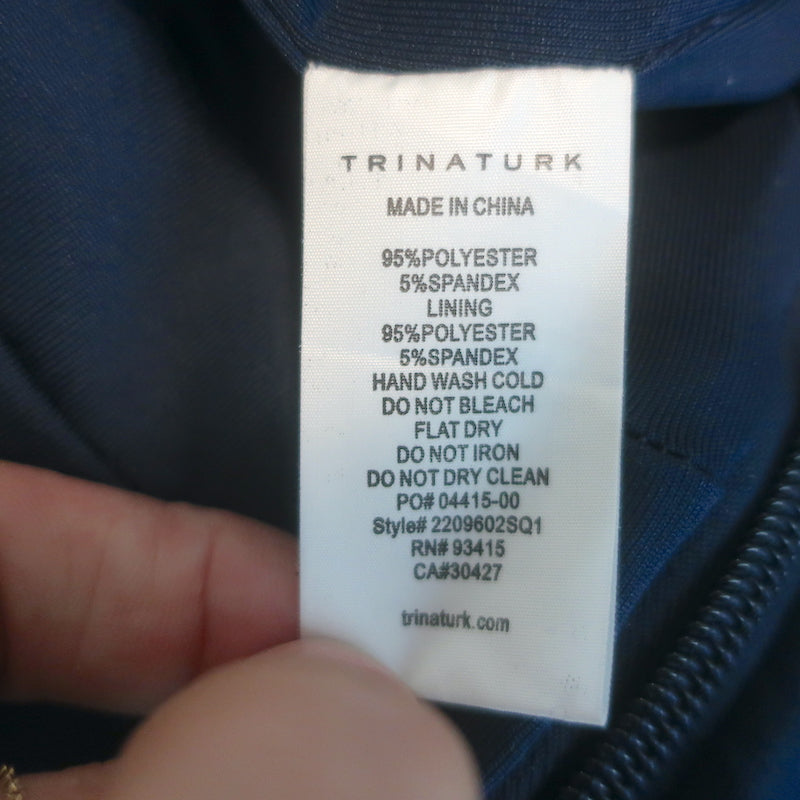 TRINATURK
MADE IN CHINA
95%POLYESTER
5%SPANDEX
LINING
95%POLYESTER
5%SPANDEX
HAND WASH COLD
DO NOT BLEACH
FLAT DRY
DO NOT IRON
DO NOT DRY CLEAN
PO# 04415-00
Style# 2209602SQ1
RN# 93415
CA#30427
trinaturk.com